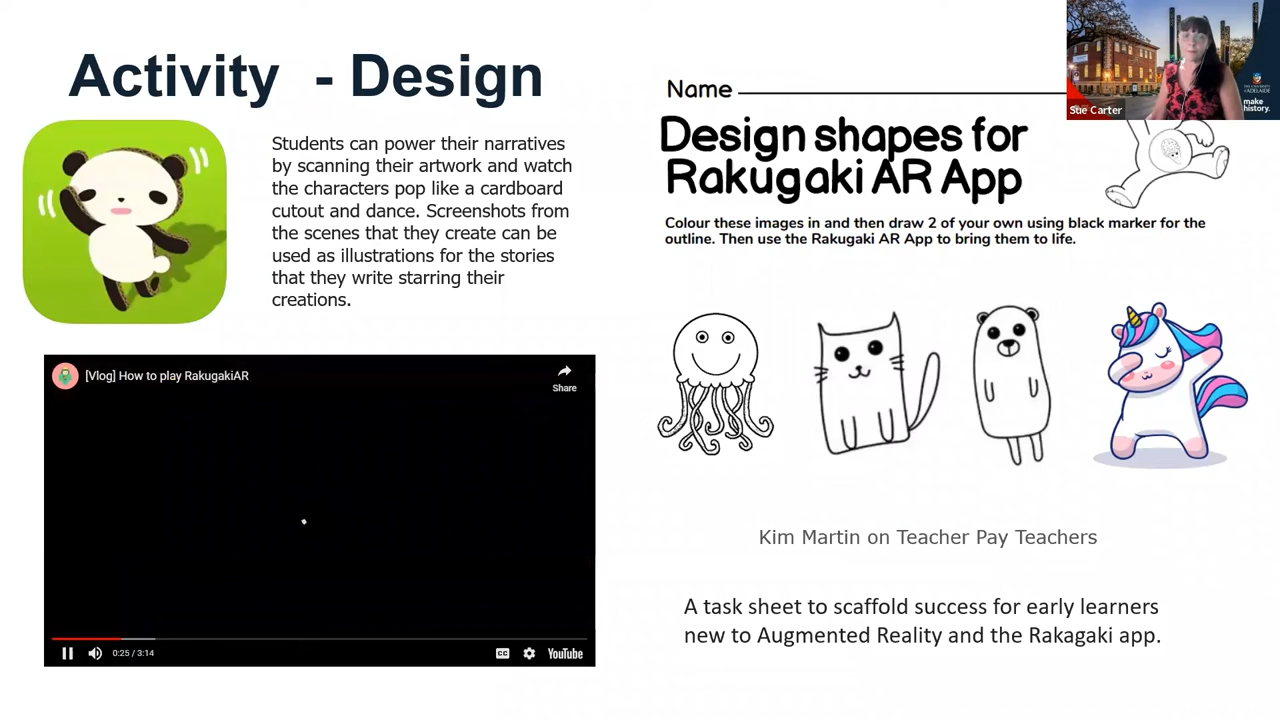 Activity - Design
Students can power their narratives
by scanning their artwork and watch
the characters pop like a cardboard
cutout and dance. Screenshots from
the scenes that they create can be
used as illustrations for the stories
that they write starring their
creations.
[Vlog] How to play RakugakiAR
Share
0:25 / 3:14
CC
YouTube
Name
Design shapes for
Rakugaki AR App
Colour these images in and then draw 2 of your own using black marker for the
outline. Then use the Rakugaki AR App to bring them to life.
Kim Martin on Teacher Pay Teachers
A task sheet to scaffold success for early learners
new to Augmented Reality and the Rakagaki app.
Sue Carter
make
history.